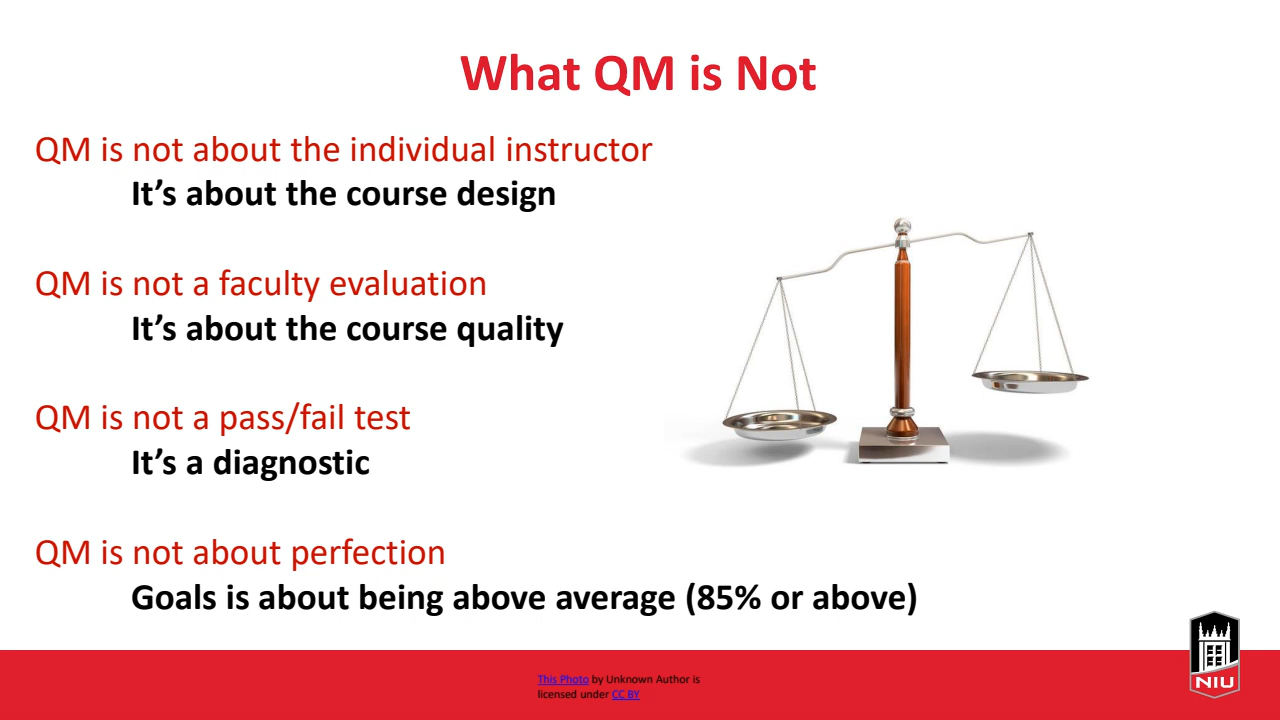 What QM is Not
QM is not about the individual instructor
It’s about the course design
QM is not a faculty evaluation
It’s about the course quality
QM is not a pass/fail test
It’s a diagnostic
QM is not about perfection
Goals is about being above average (85% or above)
This Photo by Unknown Author is
licensed under CC BY
NIU